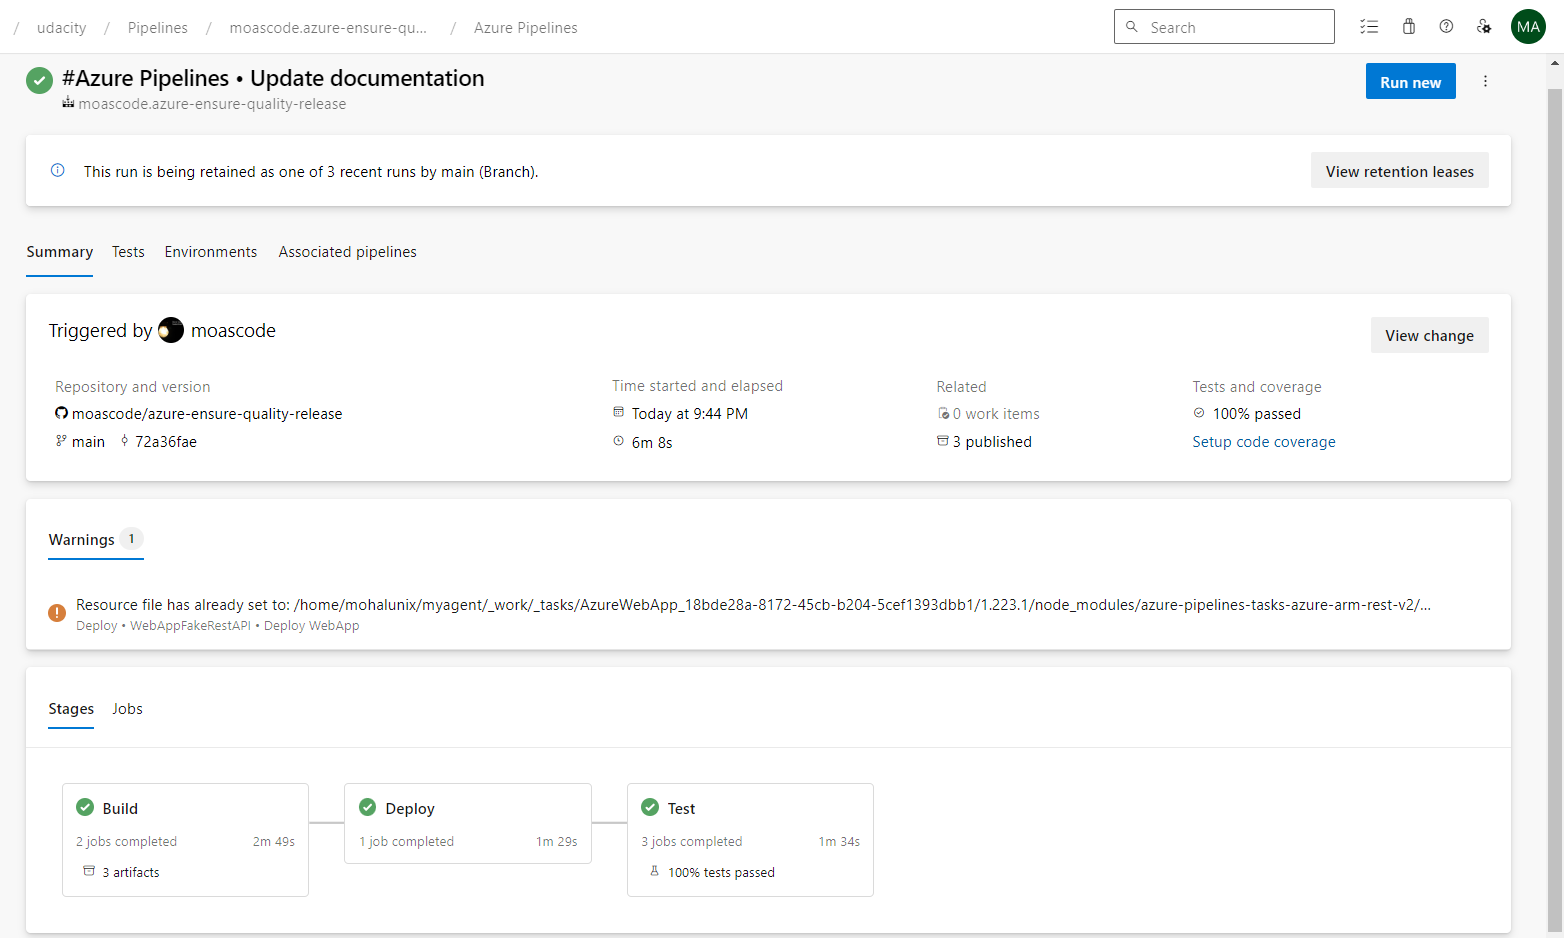 / udacity / Pipelines / moascode.azure-ensure-qu... / Azure Pipelines Search MA
#Azure Pipelines • Update documentation Run new
moascode.azure-ensure-quality-release
This run is being retained as one of 3 recent runs by main (Branch). View retention leases
Summary Tests Environments Associated pipelines
Triggered by moascode View change
Repository and version Time started and elapsed Related Tests and coverage
moascode/azure-ensure-quality-release Today at 9:44 PM 0 work items 100% passed
main 72a36fae 6m 8s 3 published Setup code coverage
Warnings 1
Resource file has already set to: /home/mohalunix/myagent/_work/_tasks/AzureWebApp_18bde28a-8172-45cb-b204-5cef1393dbb1/1.223.1/node_modules/azure-pipelines-tasks-azure-arm-rest-v2/...
Deploy • WebAppFakeRestAPI • Deploy WebApp
Stages Jobs
Build Deploy Test
2 jobs completed 2m 49s 1 job completed 1m 29s 3 jobs completed 1m 34s
3 artifacts 100% tests passed